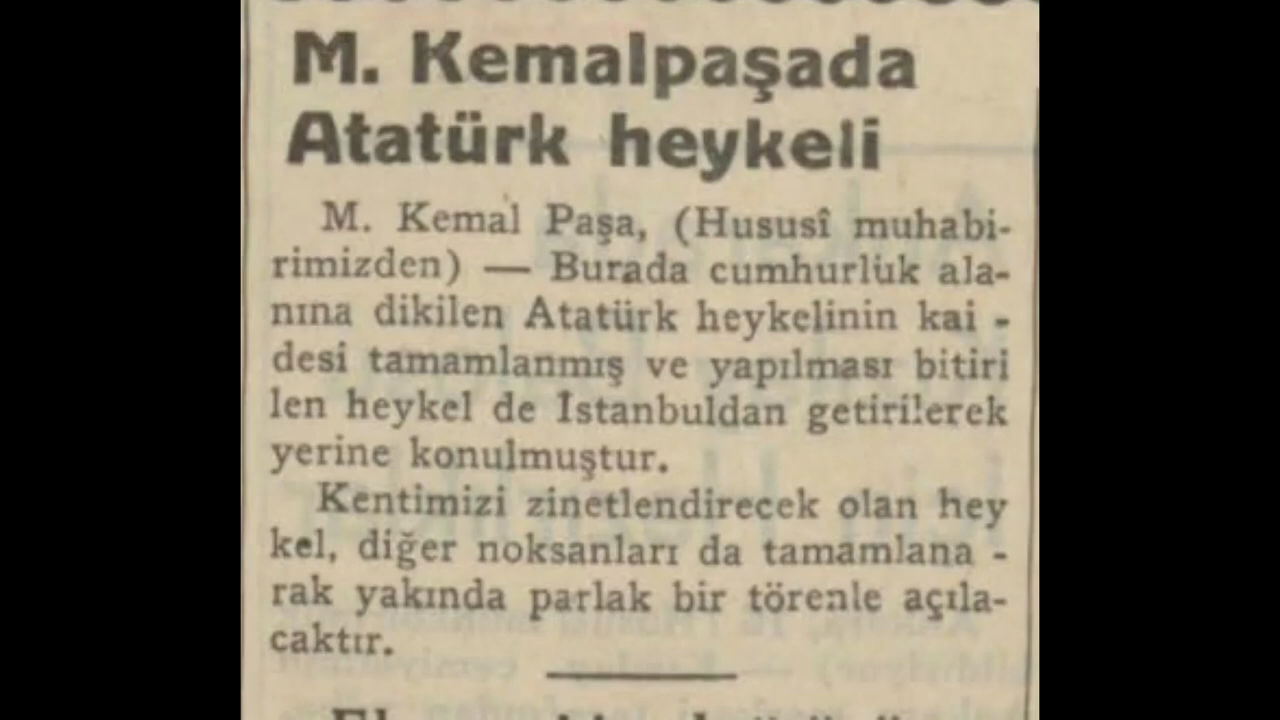 M. Kemalpaşada
Atatürk heykeli
M. Kemal Paşa, (Hususî muhabi-
rimizden) — Burada cumhurluk ala-
nına dikilen Atatürk heykelinin kai -
desi tamamlanmış ve yapılması bitiri
len heykel de İstanbuldan getirilerek
yerine konulmuştur.
Kentimizi zinetlendirecek olan hey
kel, diğer noksanları da tamamlana -
rak yakında parlak bir törenle açıla-
caktır.